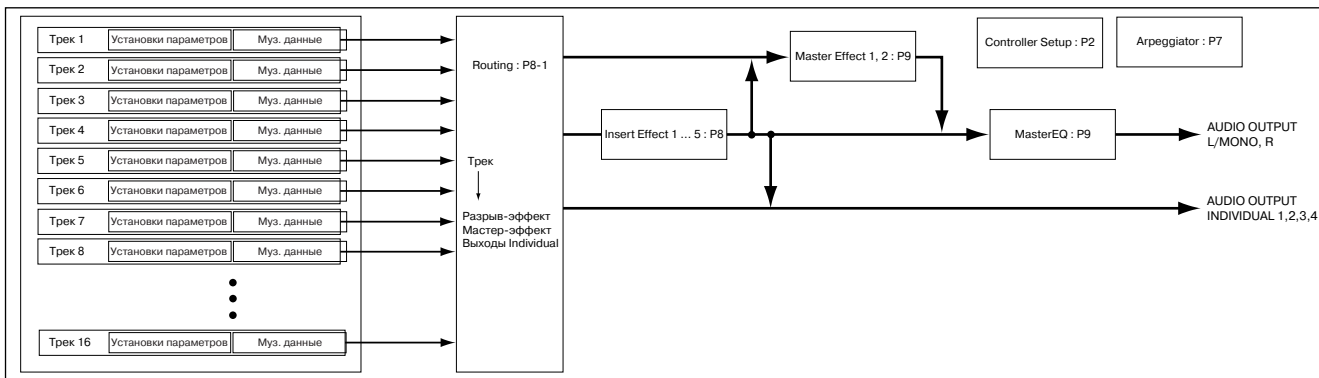 Трек 1 Установки параметров Муз. данные
Трек 2 Установки параметров Муз. данные
Трек 3 Установки параметров Муз. данные
Трек 4 Установки параметров Муз. данные
Трек 5 Установки параметров Муз. данные
Трек 6 Установки параметров Муз. данные
Трек 7 Установки параметров Муз. данные
Трек 8 Установки параметров Муз. данные
Трек 16 Установки параметров Муз. данные
Routing : P8-1
Трек
Разрыв-эффект
Мастер-эффект
Выходы Individual
Insert Effect 1 ... 5 : P8
Master Effect 1, 2 : P9
Controller Setup : P2
Arpeggiator : P7
MasterEQ : P9
AUDIO OUTPUT
L/MONO, R
AUDIO OUTPUT
INDIVIDUAL 1,2,3,4